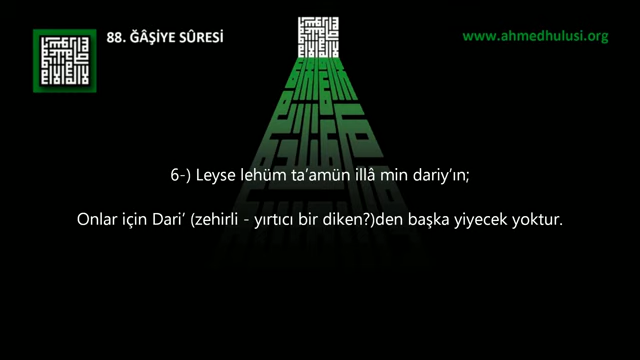 88. ĞÂŞİYE SÛRESİ
www.ahmedhulusi.org
6-) Leyse lehüm ta’amün illâ min dariy’ın;
Onlar için Dari’ (zehirli - yırtıcı bir diken?)den başka yiyecek yoktur.